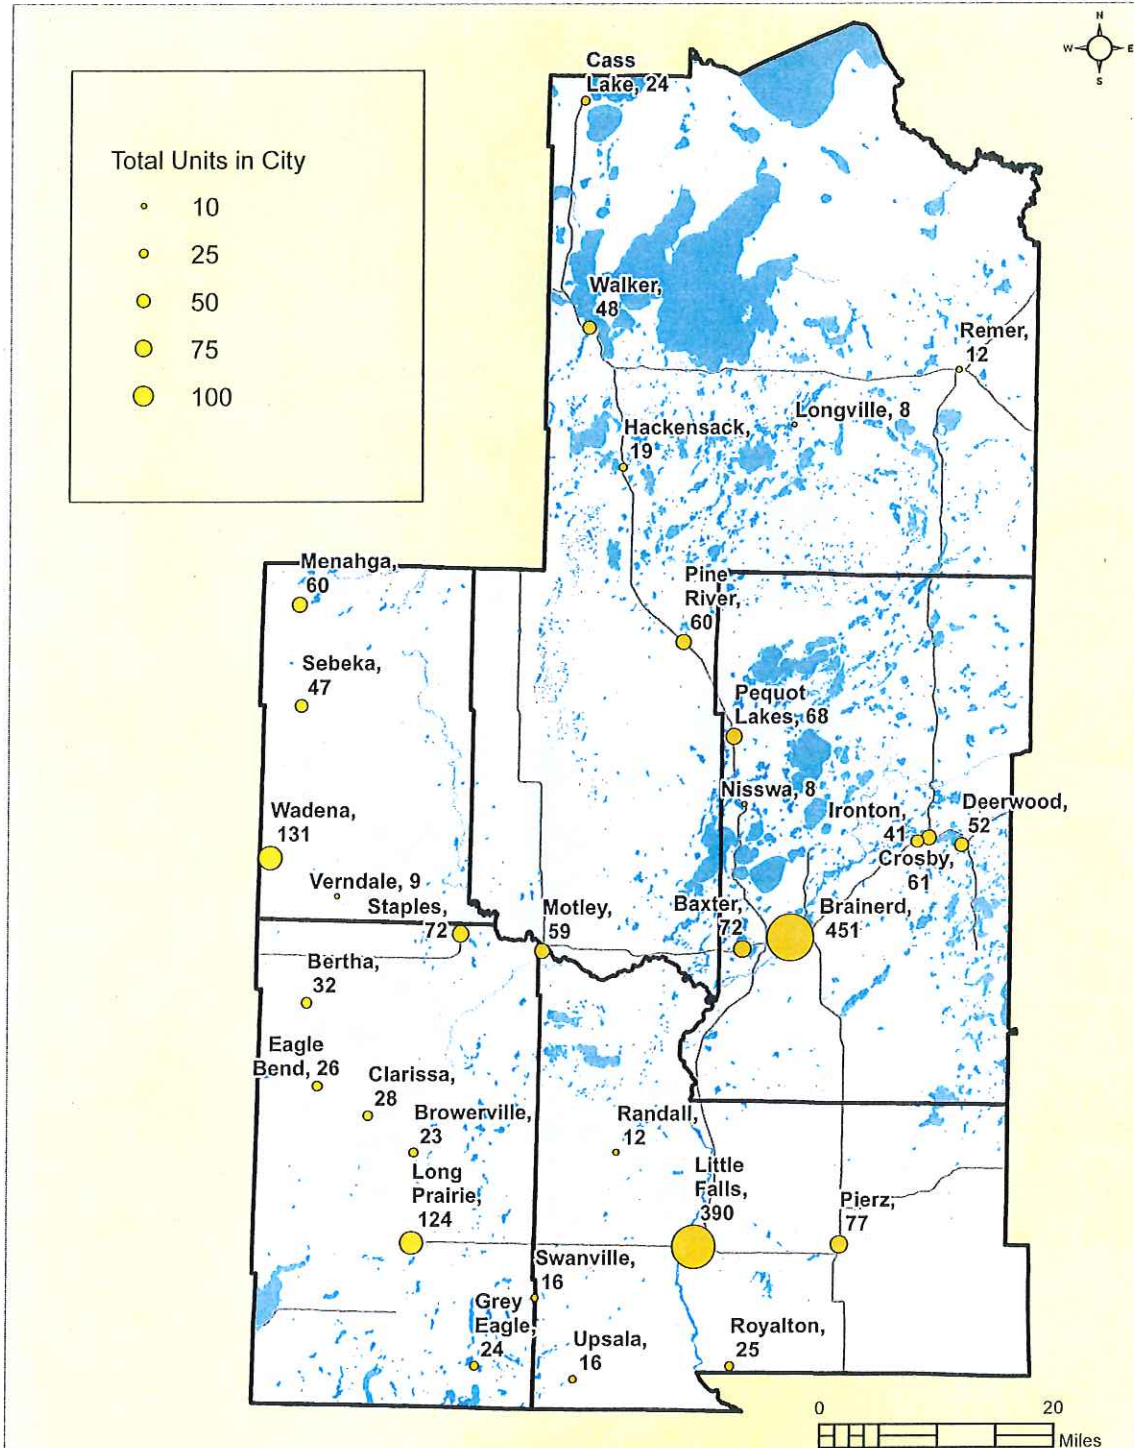 N
W E
S
Total Units in City
10
25
50
75
100
Cass
Lake, 24
Walker,
48
Remer,
12
Longville, 8
Hackensack,
19
Menahga,
60
Pine
River,
60
Sebeka,
47
Pequot
Lakes, 68
Nisswa, 8
Ironton,
41
Deerwood,
52
Crosby,
61
Wadena,
131
Verndale, 9
Staples,
72
Motley,
59
Baxter,
72
Brainerd,
451
Bertha,
32
Eagle
Bend, 26
Clarissa,
28
Browerville,
23
Randall,
12
Long
Prairie,
124
Little
Falls,
390
Pierz,
77
Swanville,
16
Grey
Eagle,
24
Upsala,
16
Royalton,
25
0 20
Miles